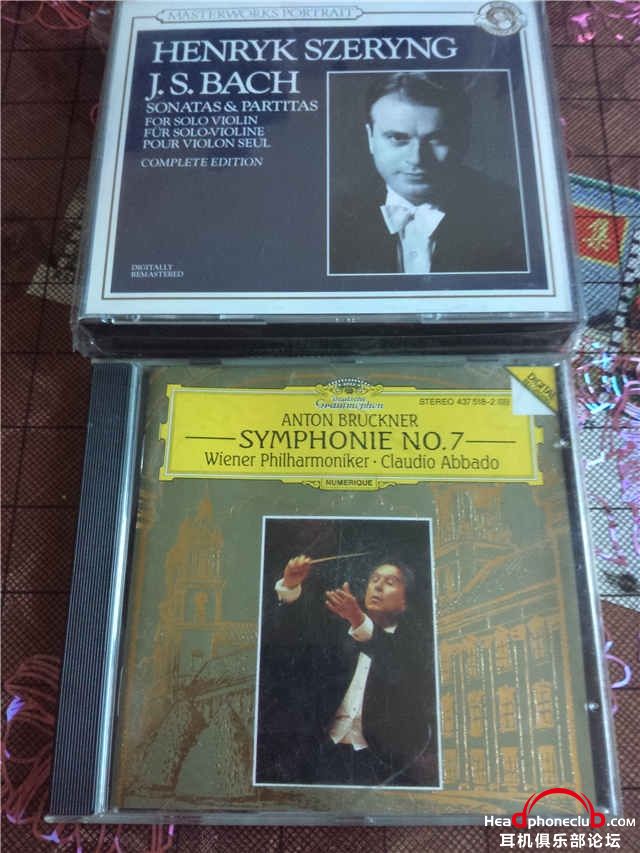 MASTERWORKS PORTRAIT
HENRYK SZERYNG
J. S. BACH
SONATAS & PARTITAS
FOR SOLO VIOLIN
FÜR SOLO-VIOLINE
POUR VIOLON SEUL
COMPLETE EDITION
DIGITALLY
REMASTERED
Deutsche
Grammophon
STEREO 437 518-2
DIGITAL
ANTON BRUCKNER
SYMPHONIE NO. 7
Wiener Philharmoniker · Claudio Abbado
NUMERIQUE
Headphoneclub.com
耳机俱乐部论坛